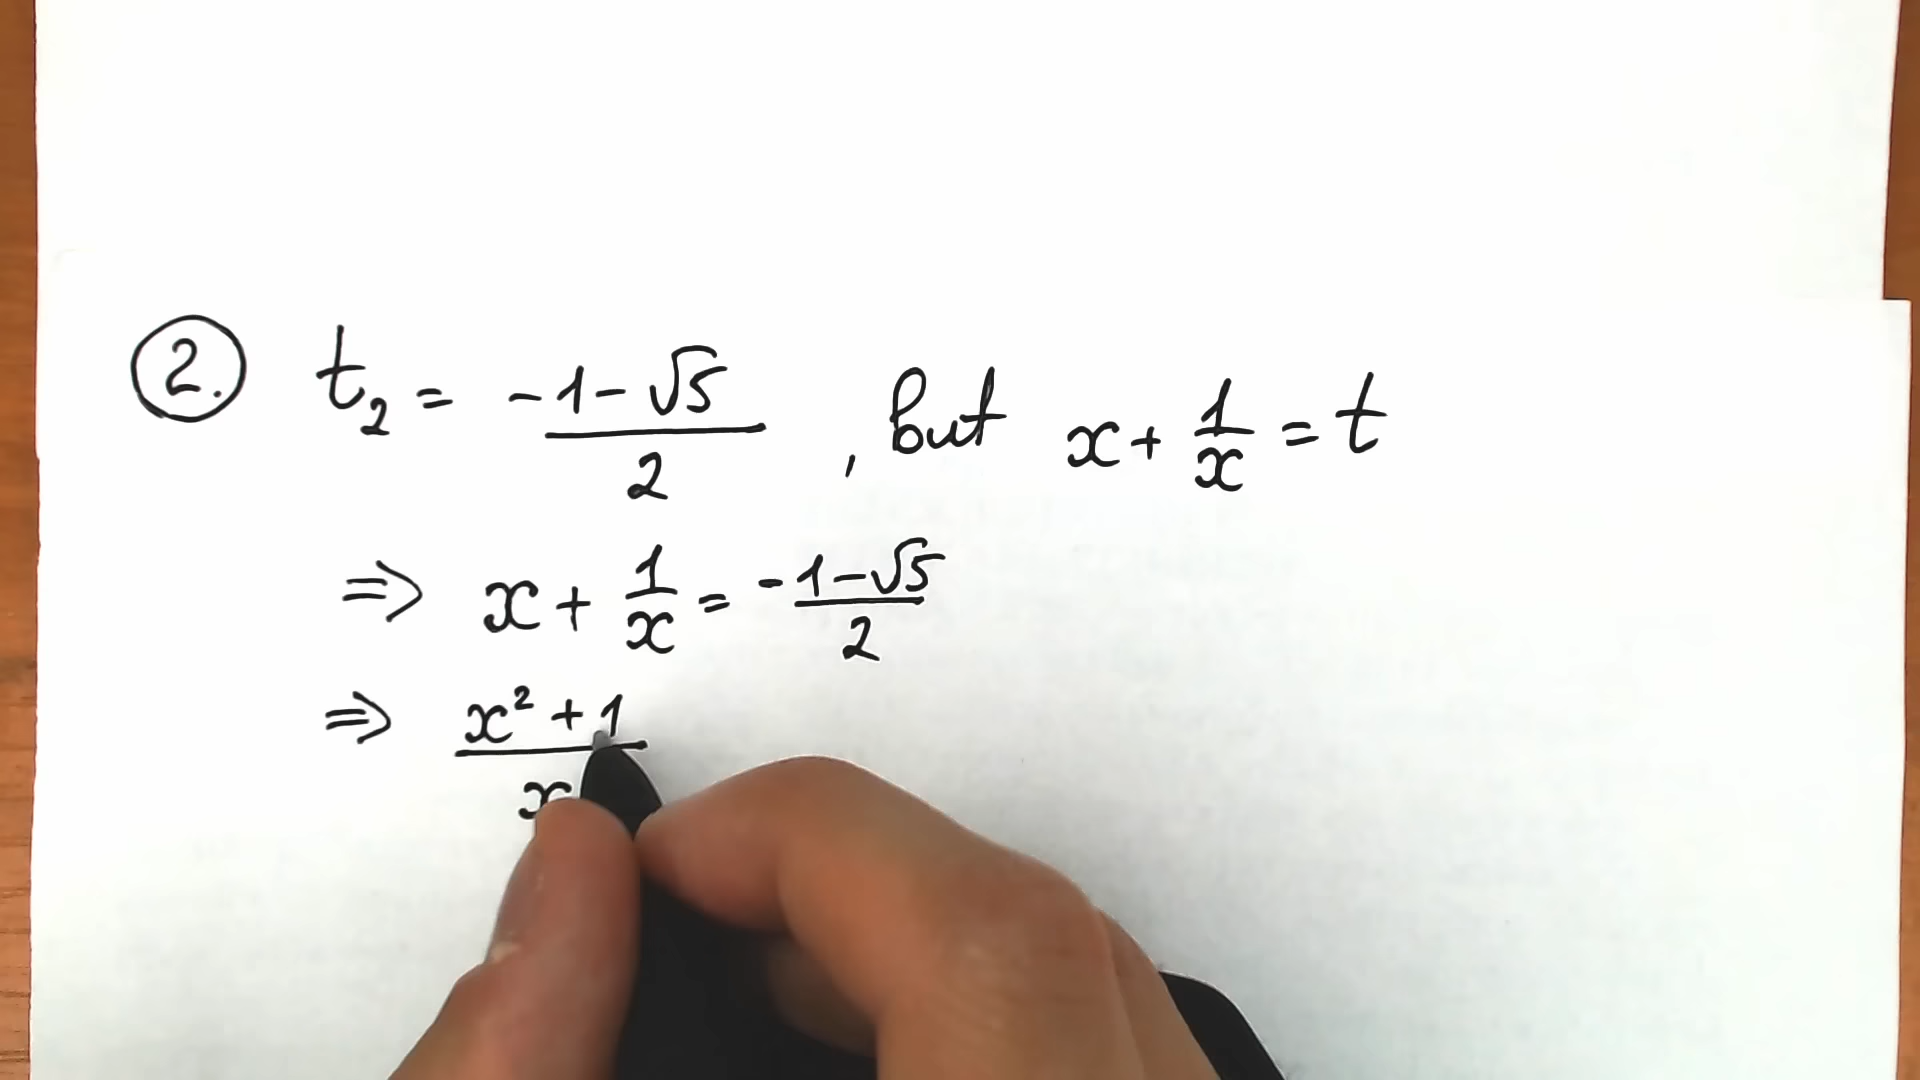 2. t₂ = (-1-√5)/2 , but x + 1/x = t
⇒ x + 1/x = (-1-√5)/2
⇒ (x² + 1)/x